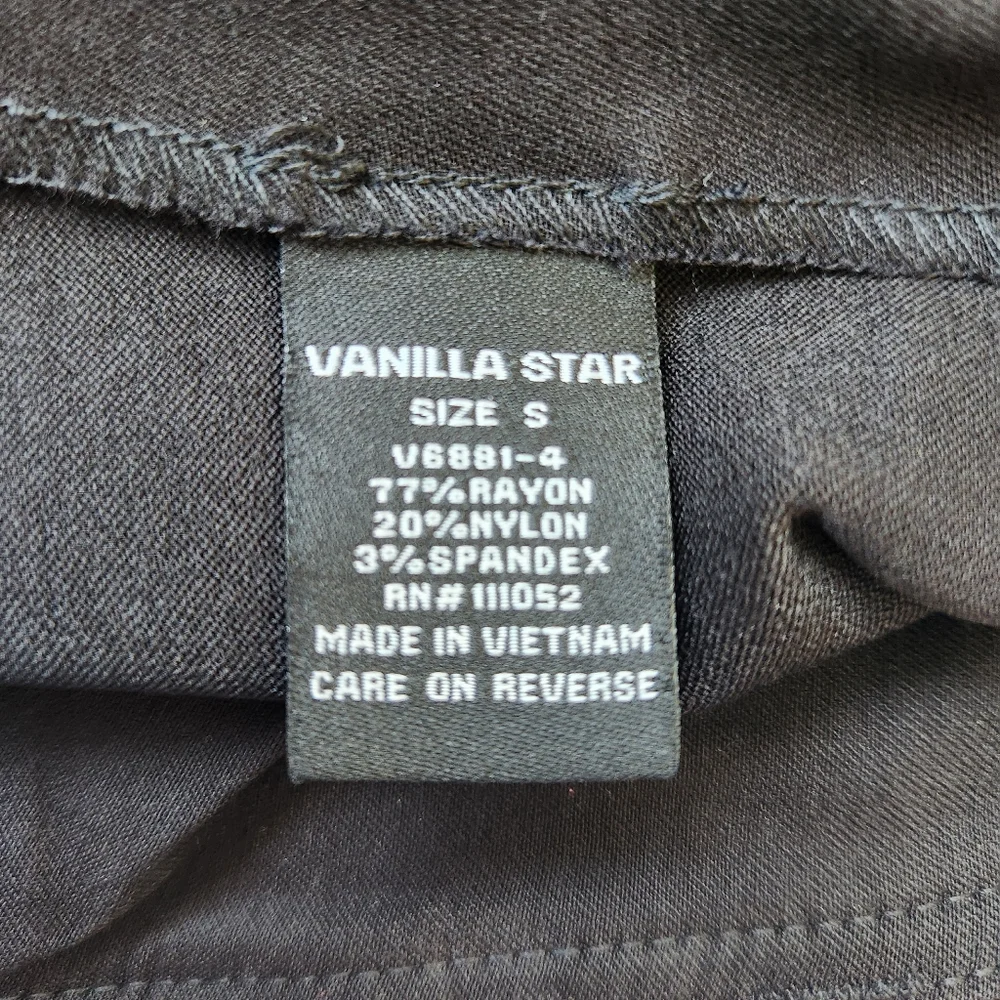 VANILLA STAR
SIZE S
V6881-4
77%RAYON
20%NYLON
3%SPANDEX
RN#111052
MADE IN VIETNAM
CARE ON REVERSE